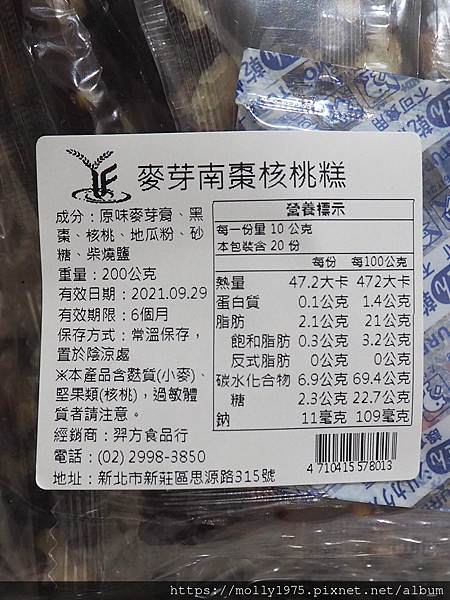 麥芽南棗核桃糕
成分：原味麥芽膏、黑
棗、核桃、地瓜粉、砂
糖、柴燒鹽
重量：200公克
有效日期：2021.09.29
有效期限：6個月
保存方式：常溫保存，
置於陰涼處
※本產品含麩質(小麥)、
堅果類(核桃)，過敏體
質者請注意。
經銷商：羿方食品行
電話：(02) 2998-3850
地址：新北市新莊區思源路315號
營養標示
每一份量 10 公克
本包裝含 20 份
每份 每100公克
熱量 47.2大卡 472大卡
蛋白質 0.1公克 1.4公克
脂肪 2.1公克 21公克
飽和脂肪 0.3公克 3.2公克
反式脂肪 0公克 0公克
碳水化合物 6.9公克 69.4公克
糖 2.3公克 22.7公克
鈉 11毫克 109毫克
4 710415 578013
不可食用
https://molly1975.pixnet.net/album